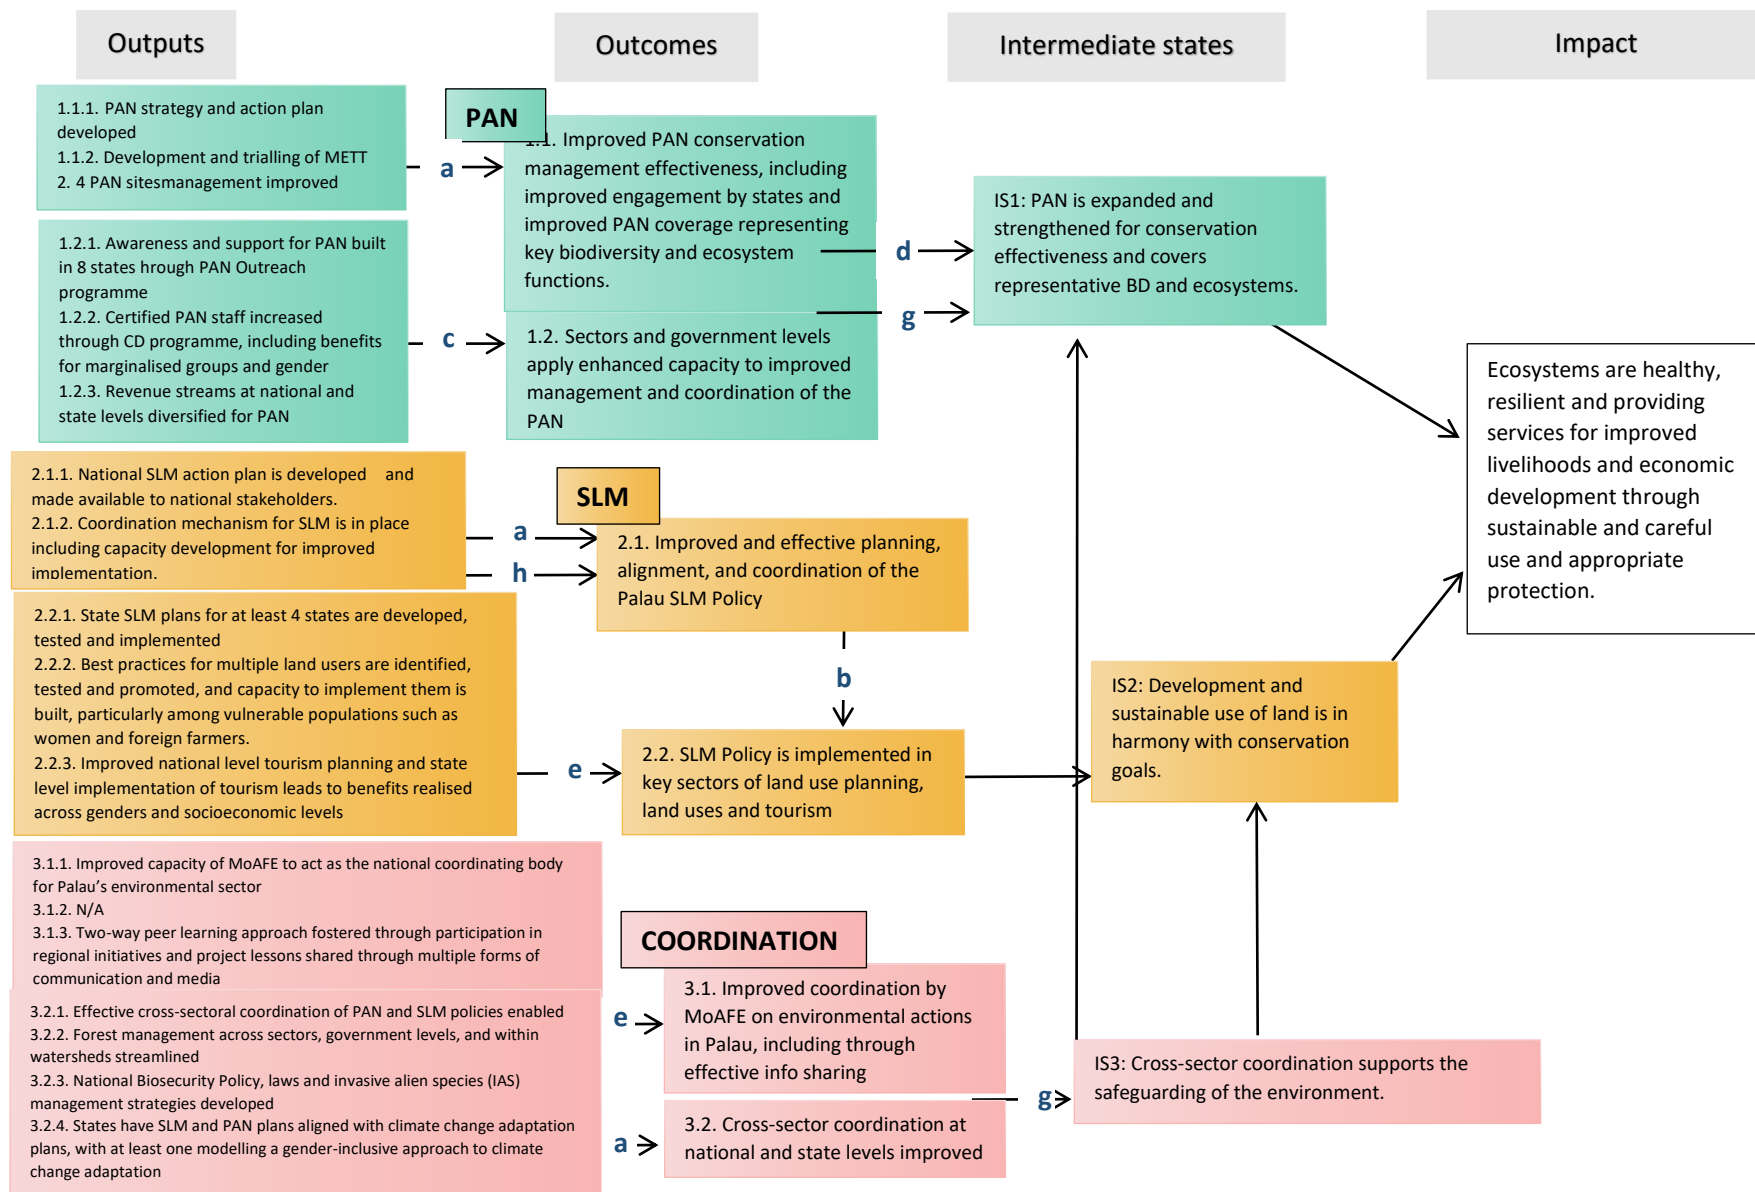 Outputs
Outcomes
Intermediate states
Impact
1.1.1. PAN strategy and action plan
developed
1.1.2. Development and trialling of METT
2. 4 PAN sitesmanagement improved
a
PAN
1.1. Improved PAN conservation
management effectiveness, including
improved engagement by states and
improved PAN coverage representing
key biodiversity and ecosystem
functions.
d
IS1: PAN is expanded and
strengthened for conservation
effectiveness and covers
representative BD and ecosystems.
1.2.1. Awareness and support for PAN built
in 8 states hrough PAN Outreach
programme
1.2.2. Certified PAN staff increased
through CD programme, including benefits
for marginalised groups and gender
1.2.3. Revenue streams at national and
state levels diversified for PAN
c
1.2. Sectors and government levels
apply enhanced capacity to improved
management and coordination of the
PAN
g
Ecosystems are healthy,
resilient and providing
services for improved
livelihoods and economic
development through
sustainable and careful
use and appropriate
protection.
2.1.1. National SLM action plan is developed and
made available to national stakeholders.
2.1.2. Coordination mechanism for SLM is in place
including capacity development for improved
implementation.
a
h
SLM
2.1. Improved and effective planning,
alignment, and coordination of the
Palau SLM Policy
b
2.2.1. State SLM plans for at least 4 states are developed,
tested and implemented
2.2.2. Best practices for multiple land users are identified,
tested and promoted, and capacity to implement them is
built, particularly among vulnerable populations such as
women and foreign farmers.
2.2.3. Improved national level tourism planning and state
level implementation of tourism leads to benefits realised
across genders and socioeconomic levels
e
2.2. SLM Policy is implemented in
key sectors of land use planning,
land uses and tourism
IS2: Development and
sustainable use of land is in
harmony with conservation
goals.
3.1.1. Improved capacity of MoAFE to act as the national coordinating body
for Palau's environmental sector
3.1.2. N/A
3.1.3. Two-way peer learning approach fostered through participation in
regional initiatives and project lessons shared through multiple forms of
communication and media
COORDINATION
3.2.1. Effective cross-sectoral coordination of PAN and SLM policies enabled
3.2.2. Forest management across sectors, government levels, and within
watersheds streamlined
3.2.3. National Biosecurity Policy, laws and invasive alien species (IAS)
management strategies developed
3.2.4. States have SLM and PAN plans aligned with climate change adaptation
plans, with at least one modelling a gender-inclusive approach to climate
change adaptation
e
3.1. Improved coordination by
MoAFE on environmental actions
in Palau, including through
effective info sharing
a
3.2. Cross-sector coordination at
national and state levels improved
g
IS3: Cross-sector coordination supports the
safeguarding of the environment.